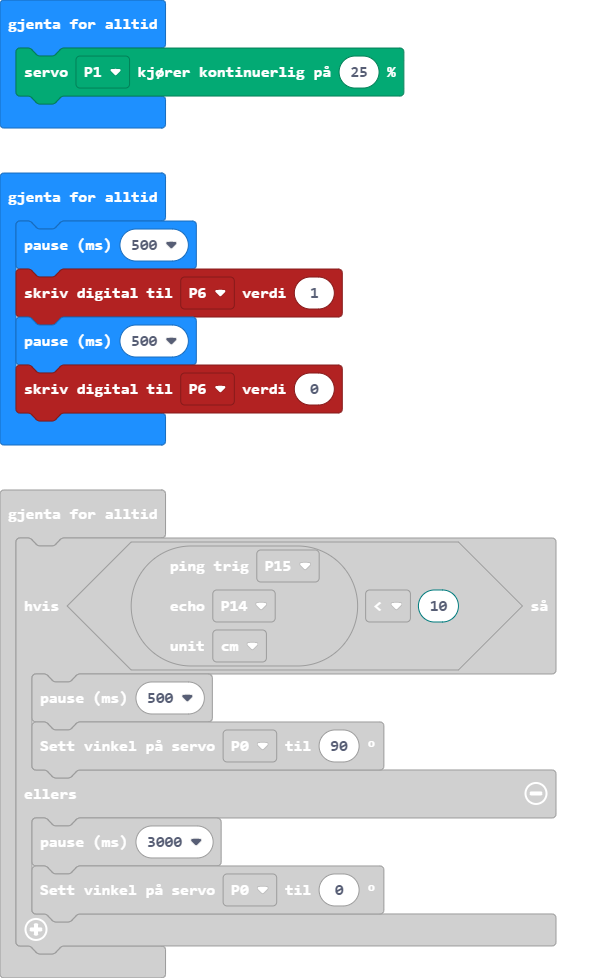 gjenta for alltid
servo P1 kjører kontinuerlig på 25 %
gjenta for alltid
pause (ms) 500
skriv digital til P6 verdi 1
pause (ms) 500
skriv digital til P6 verdi 0
gjenta for alltid
ping trig P15
hvis echo P14 < 10 så
unit cm
pause (ms) 500
Sett vinkel på servo P0 til 90 °
ellers
pause (ms) 3000
Sett vinkel på servo P0 til 0 °